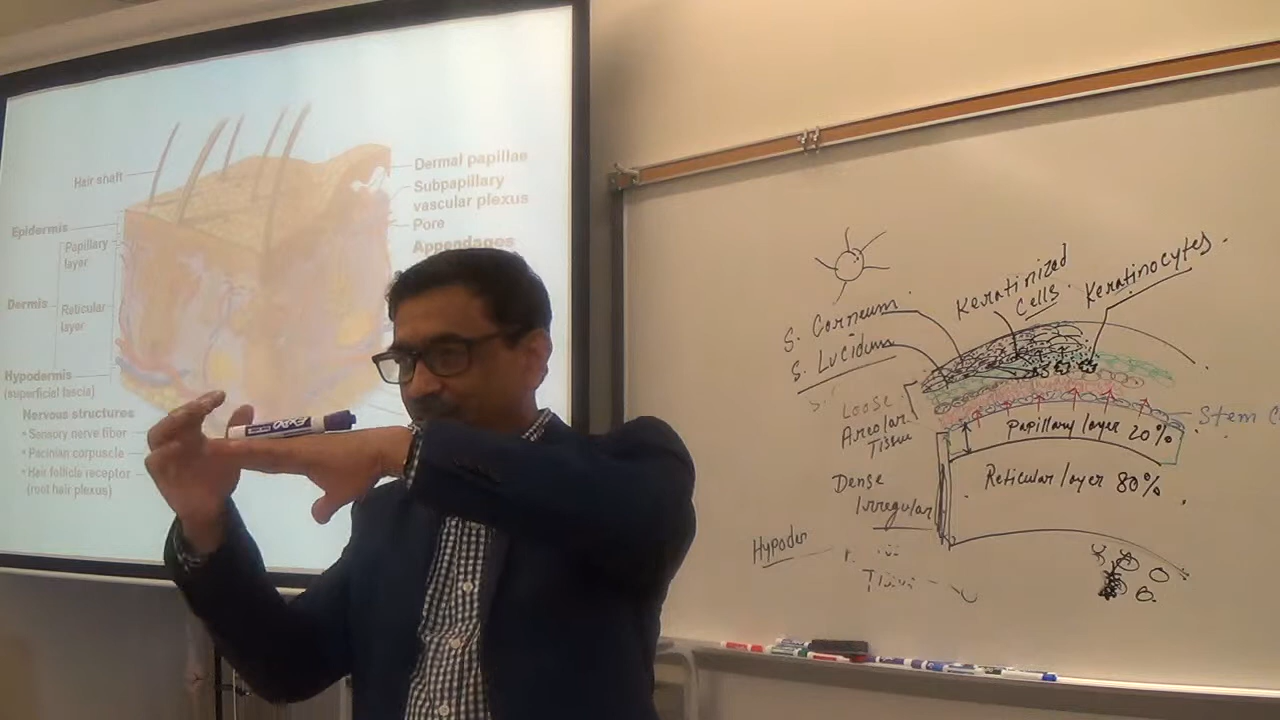 Hair shaft
Epidermis
Papillary
layer
Dermis
Reticular
layer
Hypodermis
(superficial fascia)
Nervous structures
• Sensory nerve fiber
• Pacinian corpuscle
• Hair follicle receptor
(root hair plexus)
Dermal papillae
Subpapillary
vascular plexus
Pore
Appendages
EXPO
S. Corneum
S. Lucidum
Keratinized
Cells
Keratinocytes
Loose
Areolar
Tissue
Dense
Irregular
Hypoder
Papillary layer 20%
Reticular layer 80%
Stem C